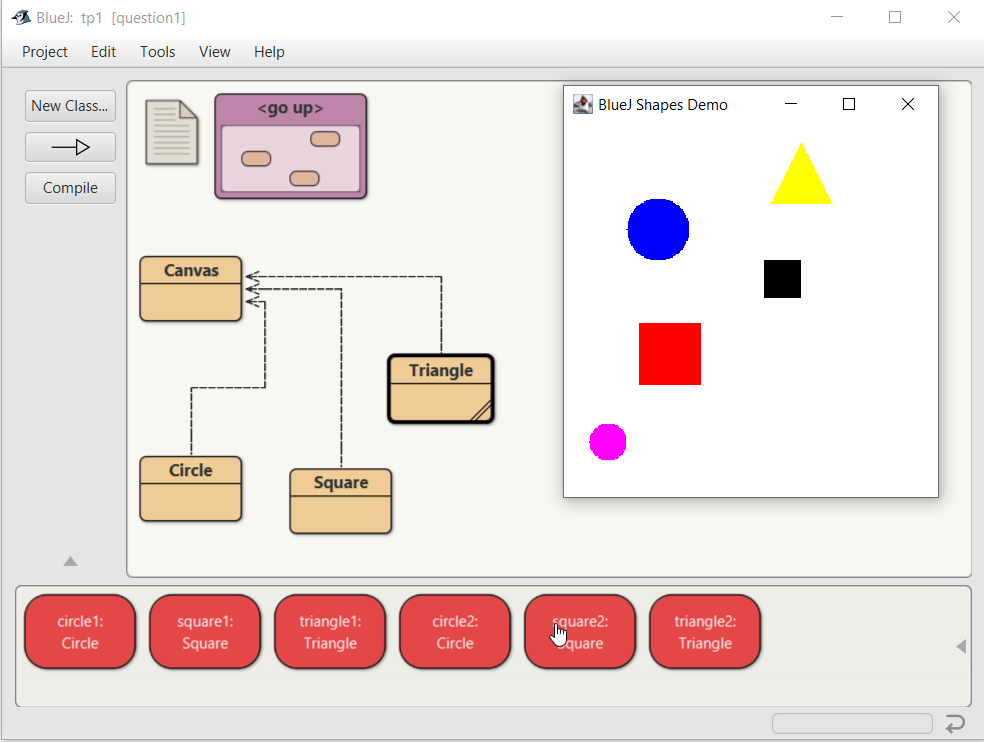 BlueJ: tp1 [question1]
Project Edit Tools View Help
New Class...
Compile
<go up>
BlueJ Shapes Demo
Canvas
Triangle
Circle
Square
circle1:
Circle
square1:
Square
triangle1:
Triangle
circle2:
Circle
square2:
Square
triangle2:
Triangle